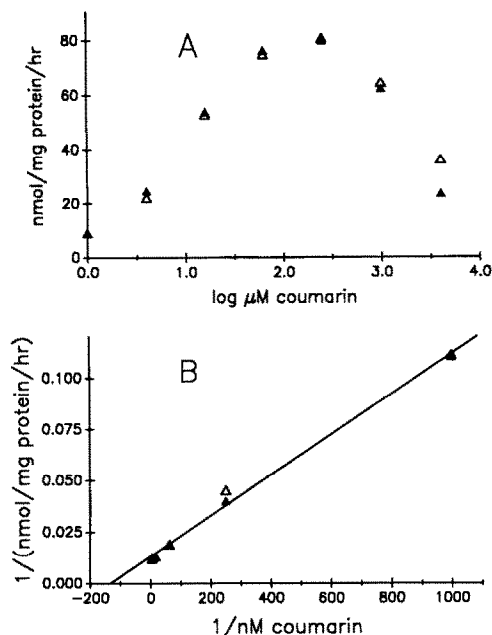 A
nmol/mg protein/hr
80
60
40
20
0
0.0 1.0 2.0 3.0 4.0
log μM coumarin
B
1/(nmol/mg protein/hr)
0.100
0.075
0.050
0.025
0.000
-200 0 200 400 600 800 1000
1/nM coumarin